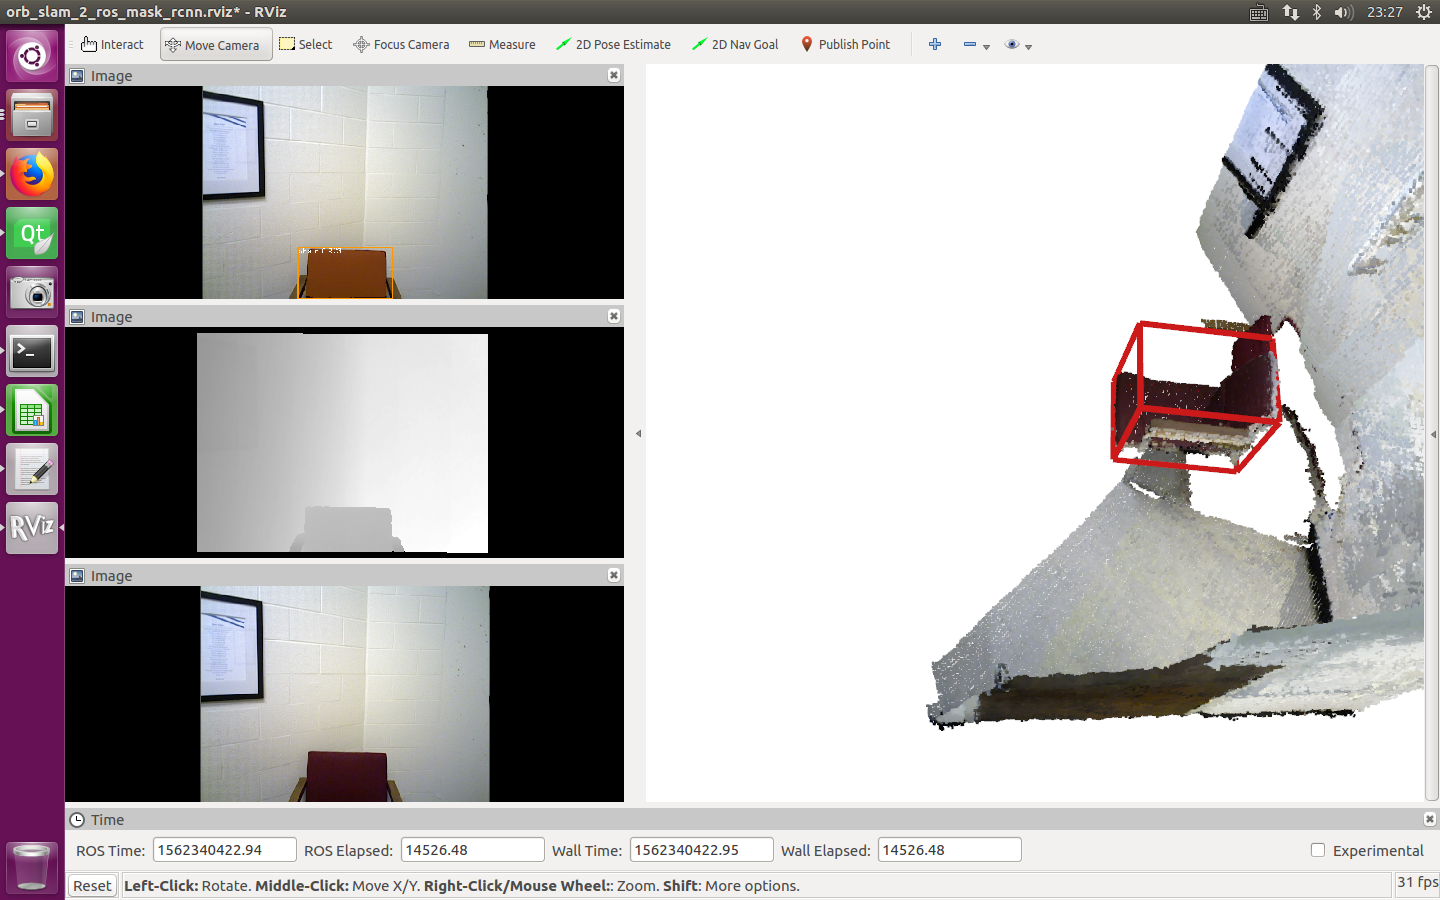 orb_slam_2_ros_mask_rcnn.rviz* - RViz
23:27
Interact
Move Camera
Select
Focus Camera
Measure
2D Pose Estimate
2D Nav Goal
Publish Point
Image
Image
Image
Qt
RViz
Time
ROS Time: 1562340422.94
ROS Elapsed: 14526.48
Wall Time: 1562340422.95
Wall Elapsed: 14526.48
Experimental
Reset
Left-Click: Rotate. Middle-Click: Move X/Y. Right-Click/Mouse Wheel:: Zoom. Shift: More options.
31 fps